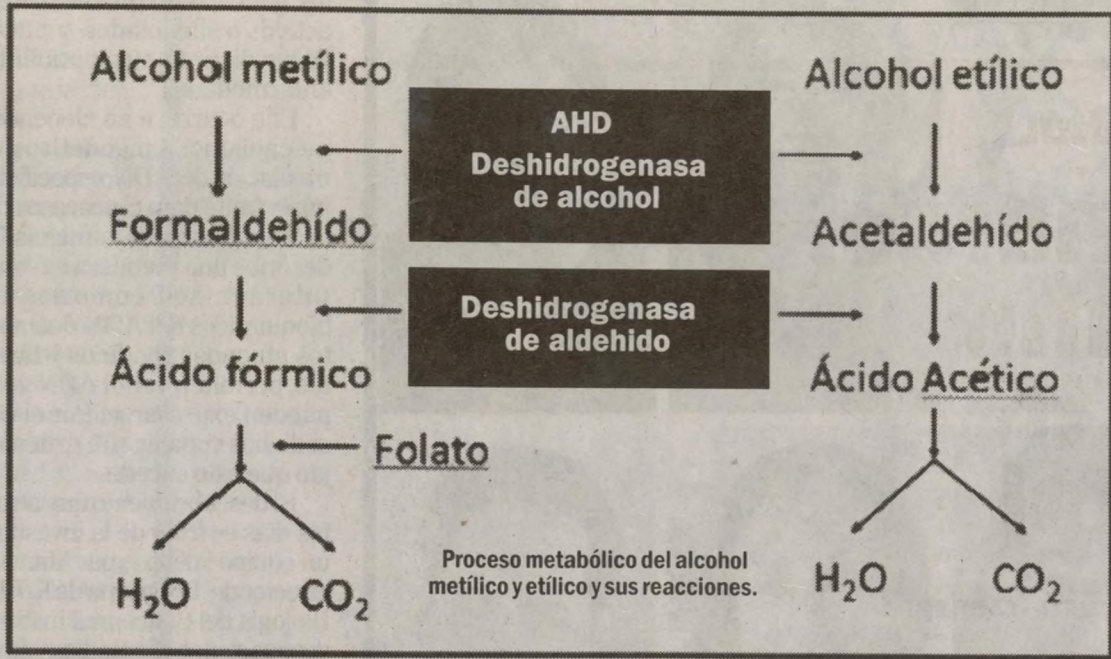 Alcohol metílico
Formaldehído
Ácido fórmico
Folato
H₂O
CO₂
AHD
Deshidrogenasa
de alcohol
Deshidrogenasa
de aldehido
Alcohol etílico
Acetaldehído
Ácido Acético
H₂O
CO₂
Proceso metabólico del alcohol
metílico y etílico y sus reacciones.